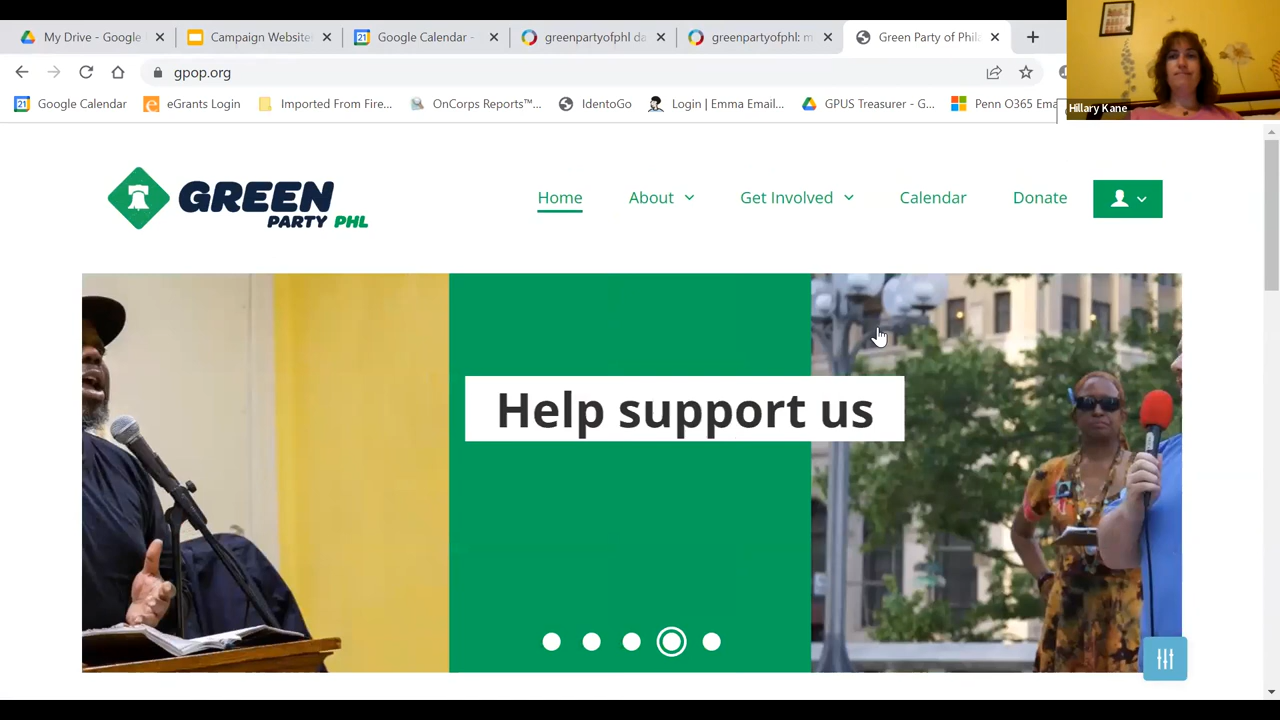 My Drive - Google
Campaign Website
Google Calendar -
greenpartyofphl da
greenpartyofphl: m
Green Party of Phil
gpop.org
Google Calendar
eGrants Login
Imported From Fire...
OnCorps Reports™...
IdentoGo
Login | Emma Email...
GPUS Treasurer - G...
Penn O365 Ema
Hillary Kane
GREEN
PARTY PHL
Home
About
Get Involved
Calendar
Donate
Help support us